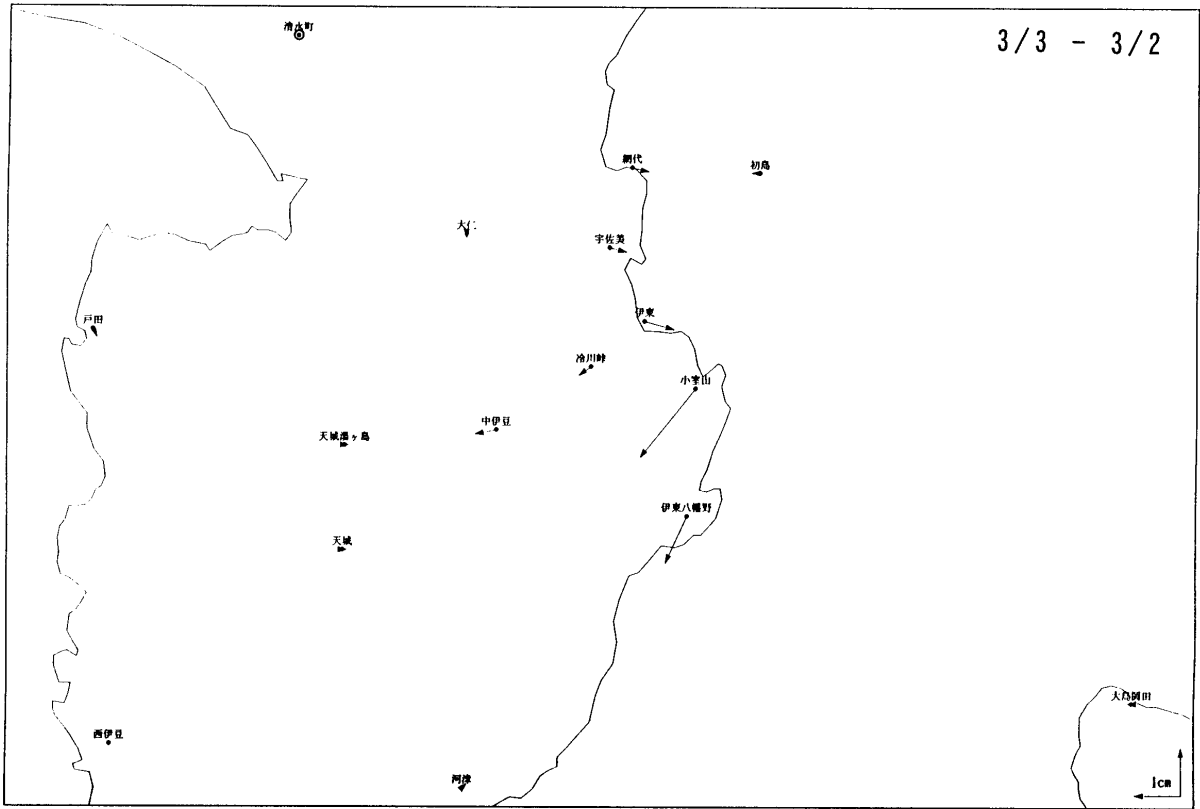 清水町
3/3 - 3/2
網代
初島
大仁
宇佐美
戸田
伊東
冷川峠
小室山
中伊豆
天城湯ヶ島
伊東八幡野
天城
大島岡田
西伊豆
河津
1cm